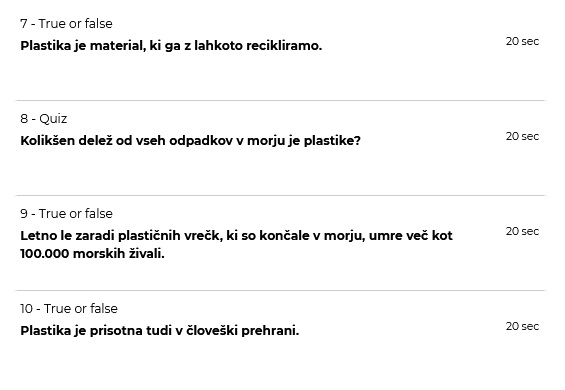 7 - True or false
Plastika je material, ki ga z lahkoto recikliramo.
20 sec
8 - Quiz
Kolikšen delež od vseh odpadkov v morju je plastike?
20 sec
9 - True or false
Letno le zaradi plastičnih vrečk, ki so končale v morju, umre več kot
100.000 morskih živali.
20 sec
10 - True or false
Plastika je prisotna tudi v človeški prehrani.
20 sec